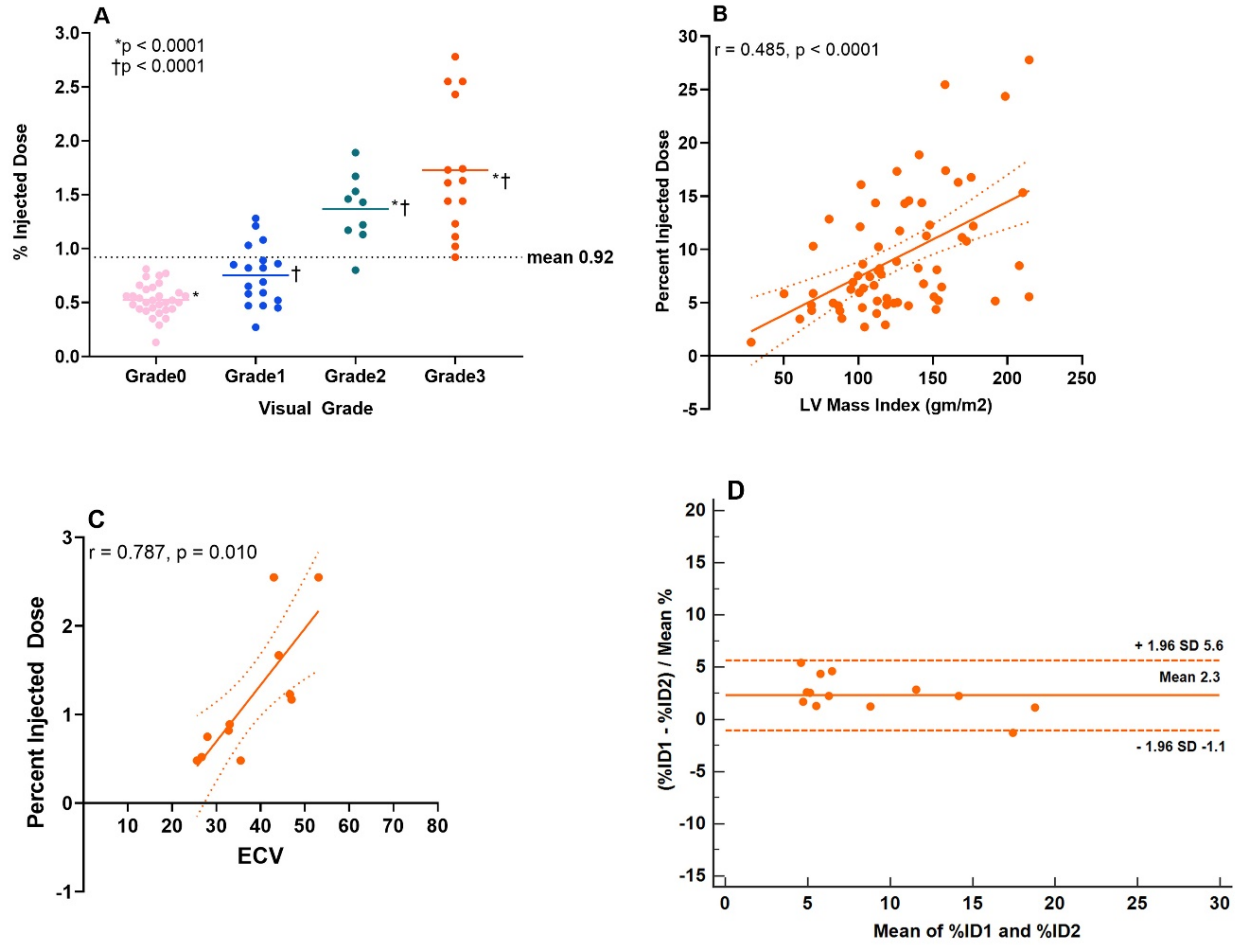 A
*p < 0.0001
†p < 0.0001
3.0
2.5
2.0
1.5
1.0
0.5
0.0
% Injected Dose
*
†
*†
*†
mean 0.92
Grade0 Grade1 Grade2 Grade3
Visual Grade
B
r = 0.485, p < 0.0001
30
25
20
15
10
5
0
-5
Percent Injected Dose
50 100 150 200 250
LV Mass Index (gm/m2)
C
r = 0.787, p = 0.010
3
2
1
0
-1
Percent Injected Dose
10 20 30 40 50 60 70 80
ECV
D
20
15
10
5
0
-5
-10
-15
(%ID1 - %ID2) / Mean %
+ 1.96 SD 5.6
Mean 2.3
- 1.96 SD -1.1
0 5 10 15 20 25 30
Mean of %ID1 and %ID2